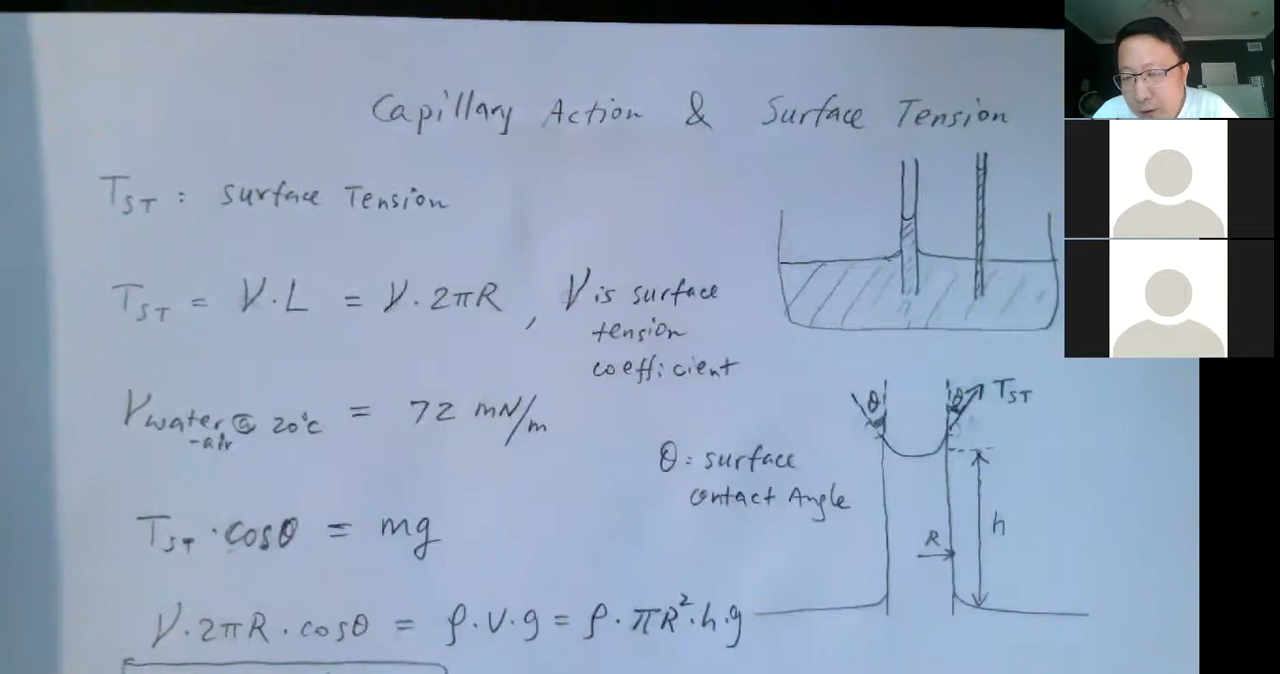 Capillary Action & Surface Tension
T_ST : surface Tension
T_ST = γ·L = γ·2πR , γ is surface
tension
coefficient
γ water @ 20°C = 72 mN/m
-air
θ θ T_ST
θ: surface
contact Angle
h
R
T_ST·cosθ = mg
γ·2πR·cosθ = ρ·V·g = ρ·πR²·h·g